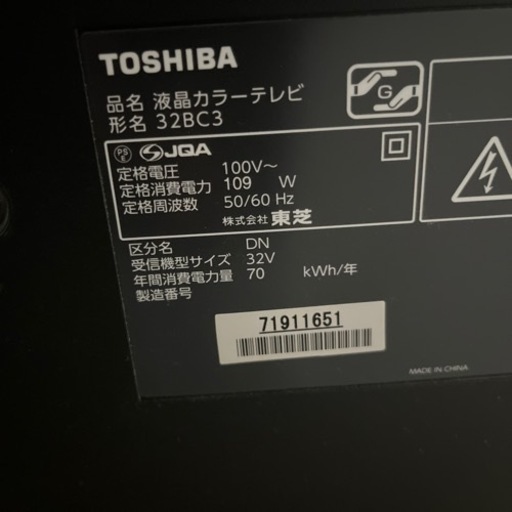 TOSHIBA
品名 液晶カラーテレビ
形名 32BC3
G
PS
E
JQA
定格電圧 100V～
定格消費電力 109 W
定格周波数 50/60 Hz
株式会社 東芝
区分名 DN
受信機型サイズ 32V
年間消費電力量 70 kWh/年
製造番号
71911651
MADE IN CHINA